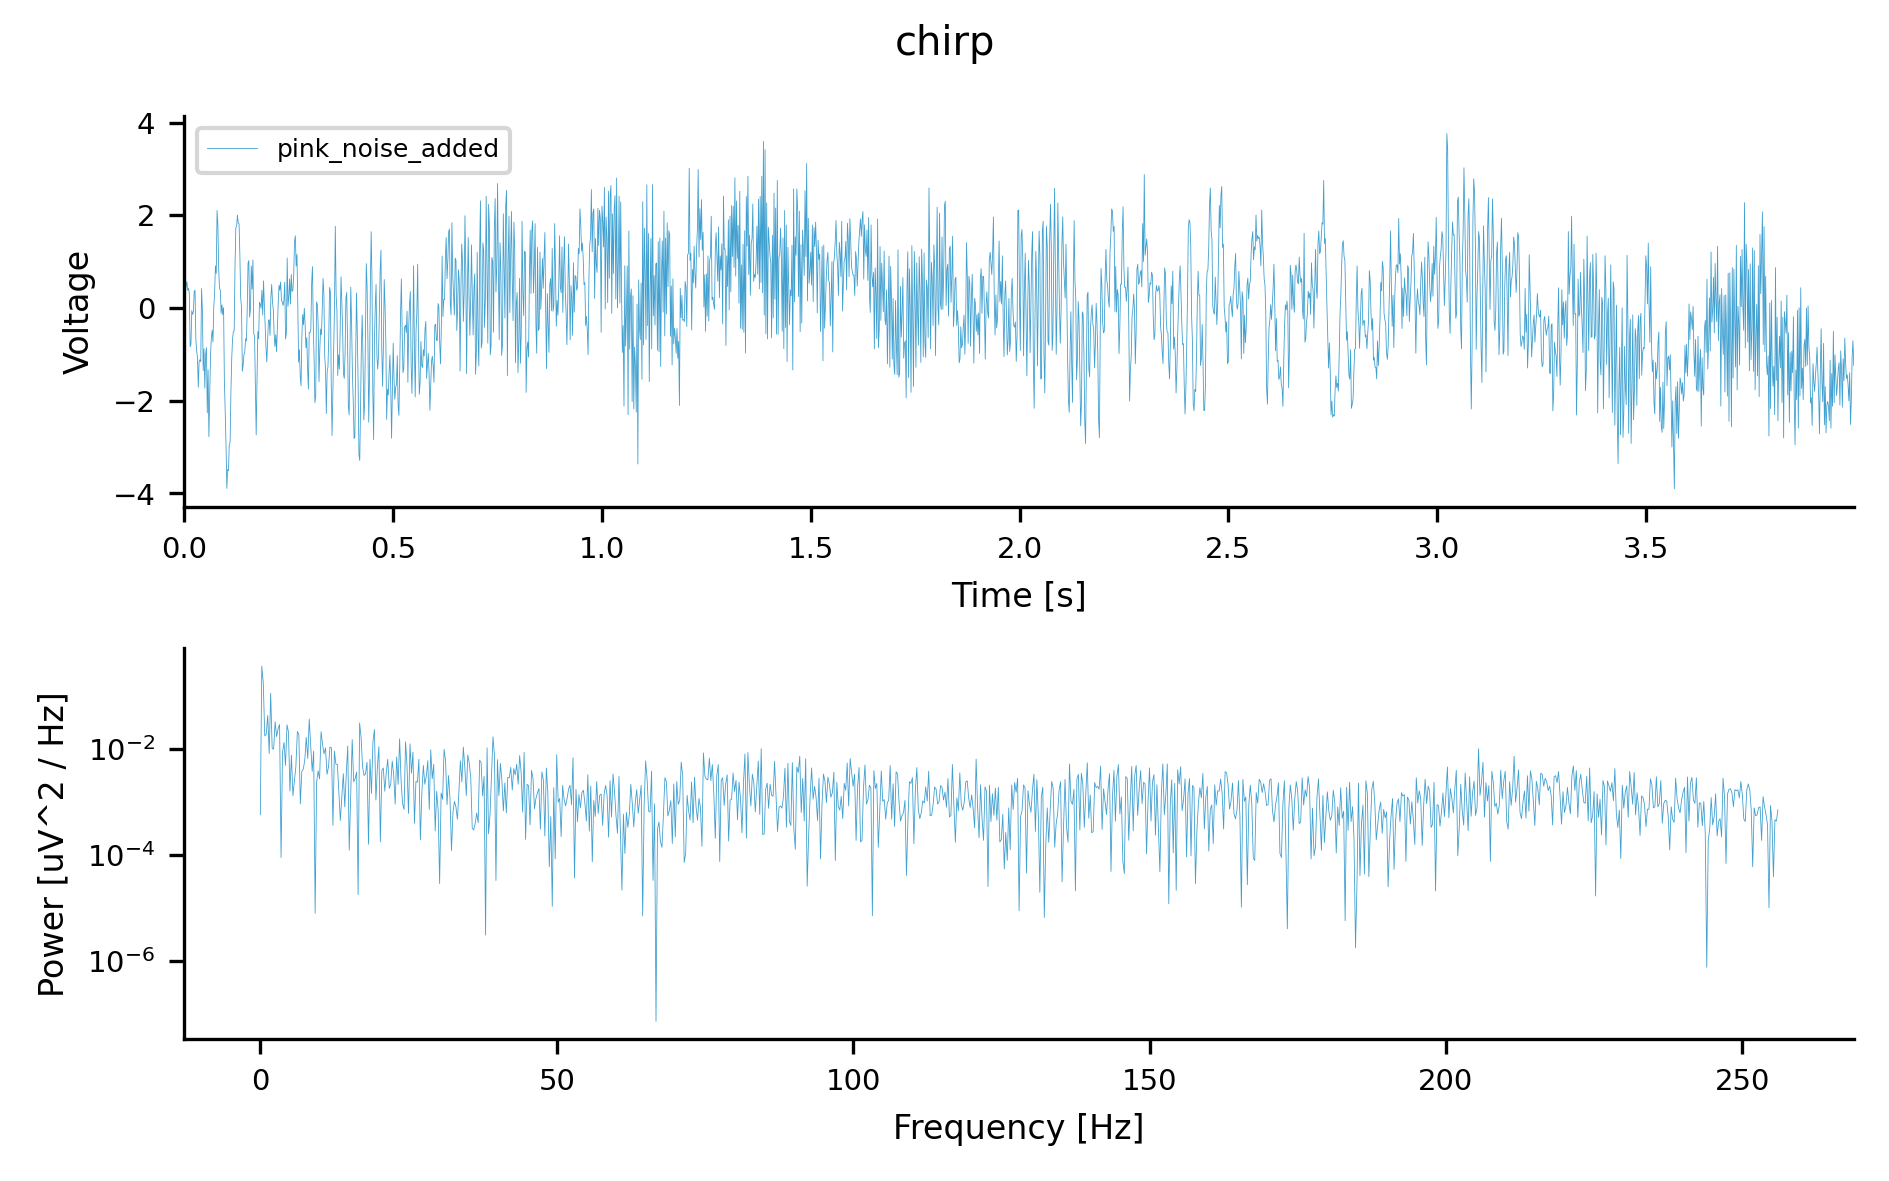 chirp
4
2
0
−2
−4
Voltage
pink_noise_added
0.0 0.5 1.0 1.5 2.0 2.5 3.0 3.5
Time [s]
10−2
10−4
10−6
Power [uV^2 / Hz]
0 50 100 150 200 250
Frequency [Hz]